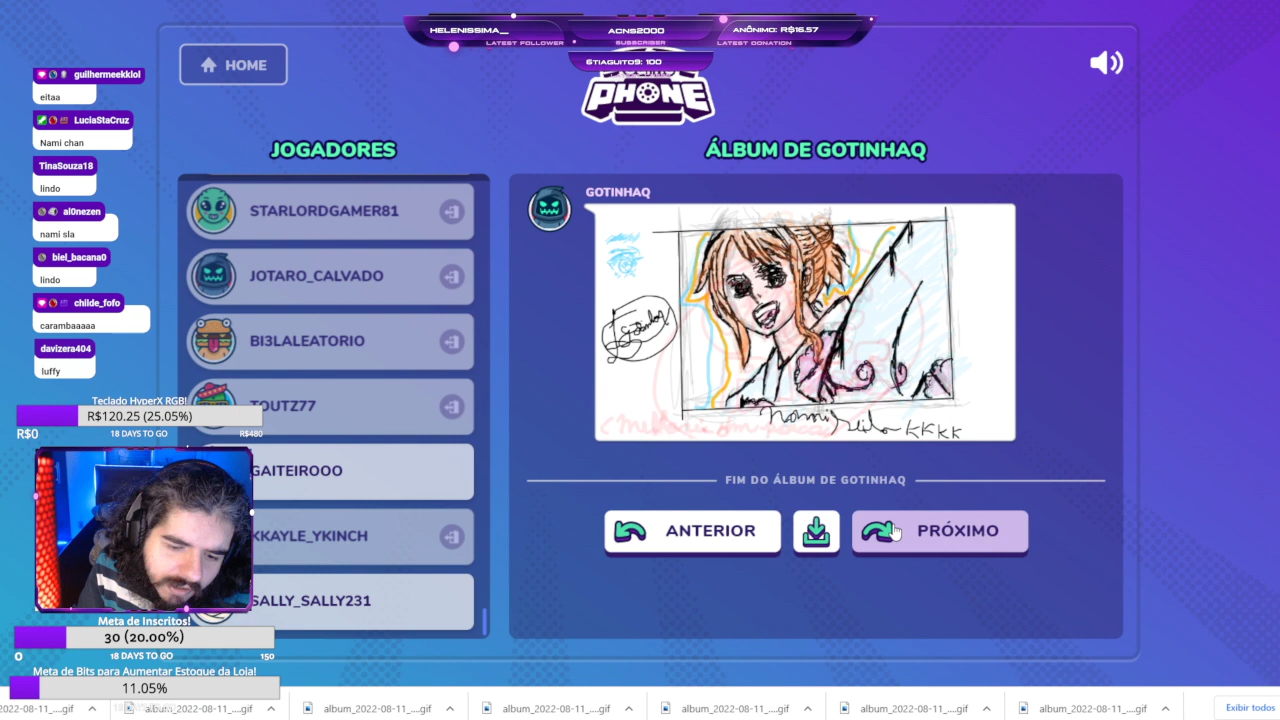 HELENISSIMA__
LATEST FOLLOWER
ACNS2000
SUBSCRIBER
ANÔNIMO: R$16.57
LATEST DONATION
6TIAGUITO9: 100
HOME
PHONE
guilhermeekklol
eitaa
LuciaStaCruz
Nami chan
TinaSouza18
lindo
al0nezen
nami sla
biel_bacana0
lindo
childe_fofo
carambaaaaa
davizera404
luffy
Teclado HyperX RGB!
R$120.25 (25.05%)
R$0
18 DAYS TO GO
R$480
JOGADORES
STARLORDGAMER81
JOTARO_CALVADO
BI3LALEATORIO
TOUTZ77
GAITEIROOO
KKAYLE_YKINCH
SALLY_SALLY231
ÁLBUM DE GOTINHAQ
GOTINHAQ
KKKK
FIM DO ÁLBUM DE GOTINHAQ
ANTERIOR
PRÓXIMO
Meta de Inscritos!
30 (20.00%)
0
18 DAYS TO GO
150
Meta de Bits para Aumentar Estoque da Loja!
11.05%
2022-08-11_....gif
album_2022-08-11_....gif
album_2022-08-11_....gif
album_2022-08-11_....gif
album_2022-08-11_....gif
album_2022-08-11_....gif
album_2022-08-11_....gif
Exibir todos